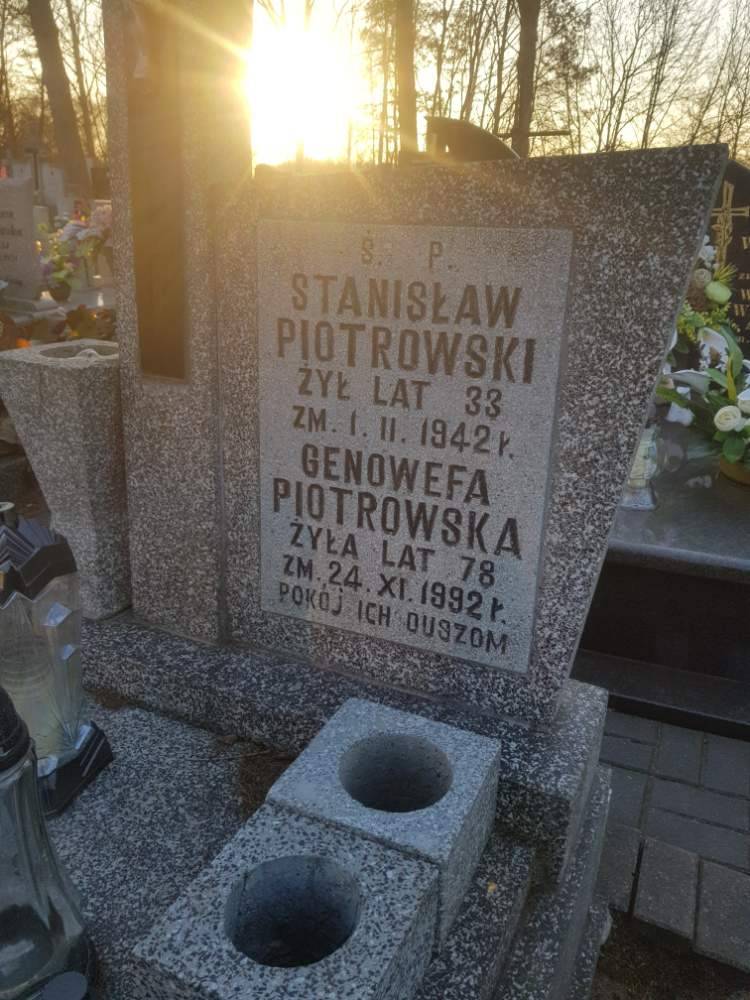 Ś. P.
STANISŁAW
PIOTROWSKI
ŻYŁ LAT 33
ZM. 1. II. 1942 r.
GENOWEFA
PIOTROWSKA
ŻYŁA LAT 78
ZM. 24. XI. 1992 r.
POKÓJ ICH DUSZOM